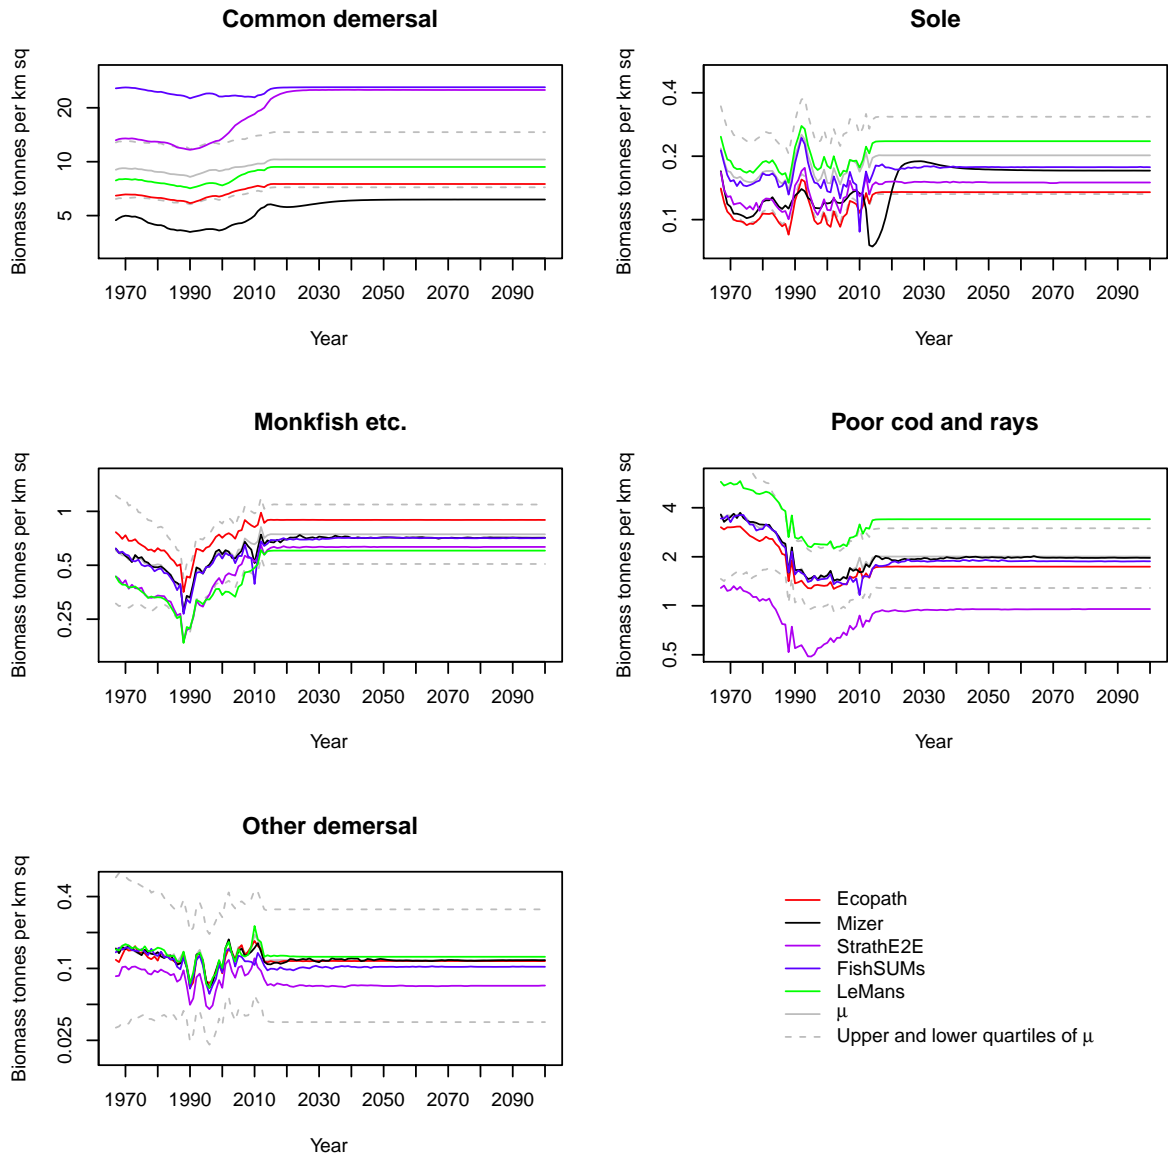 Common demersal
Biomass tonnes per km sq
20
10
5
1970 1990 2010 2030 2050 2070 2090
Year
Sole
Biomass tonnes per km sq
0.4
0.2
0.1
1970 1990 2010 2030 2050 2070 2090
Year
Monkfish etc.
Biomass tonnes per km sq
1
0.5
0.25
1970 1990 2010 2030 2050 2070 2090
Year
Poor cod and rays
Biomass tonnes per km sq
4
2
1
0.5
1970 1990 2010 2030 2050 2070 2090
Year
Other demersal
Biomass tonnes per km sq
0.4
0.1
0.025
1970 1990 2010 2030 2050 2070 2090
Year
Ecopath
Mizer
StrathE2E
FishSUMs
LeMans
μ
Upper and lower quartiles of μ